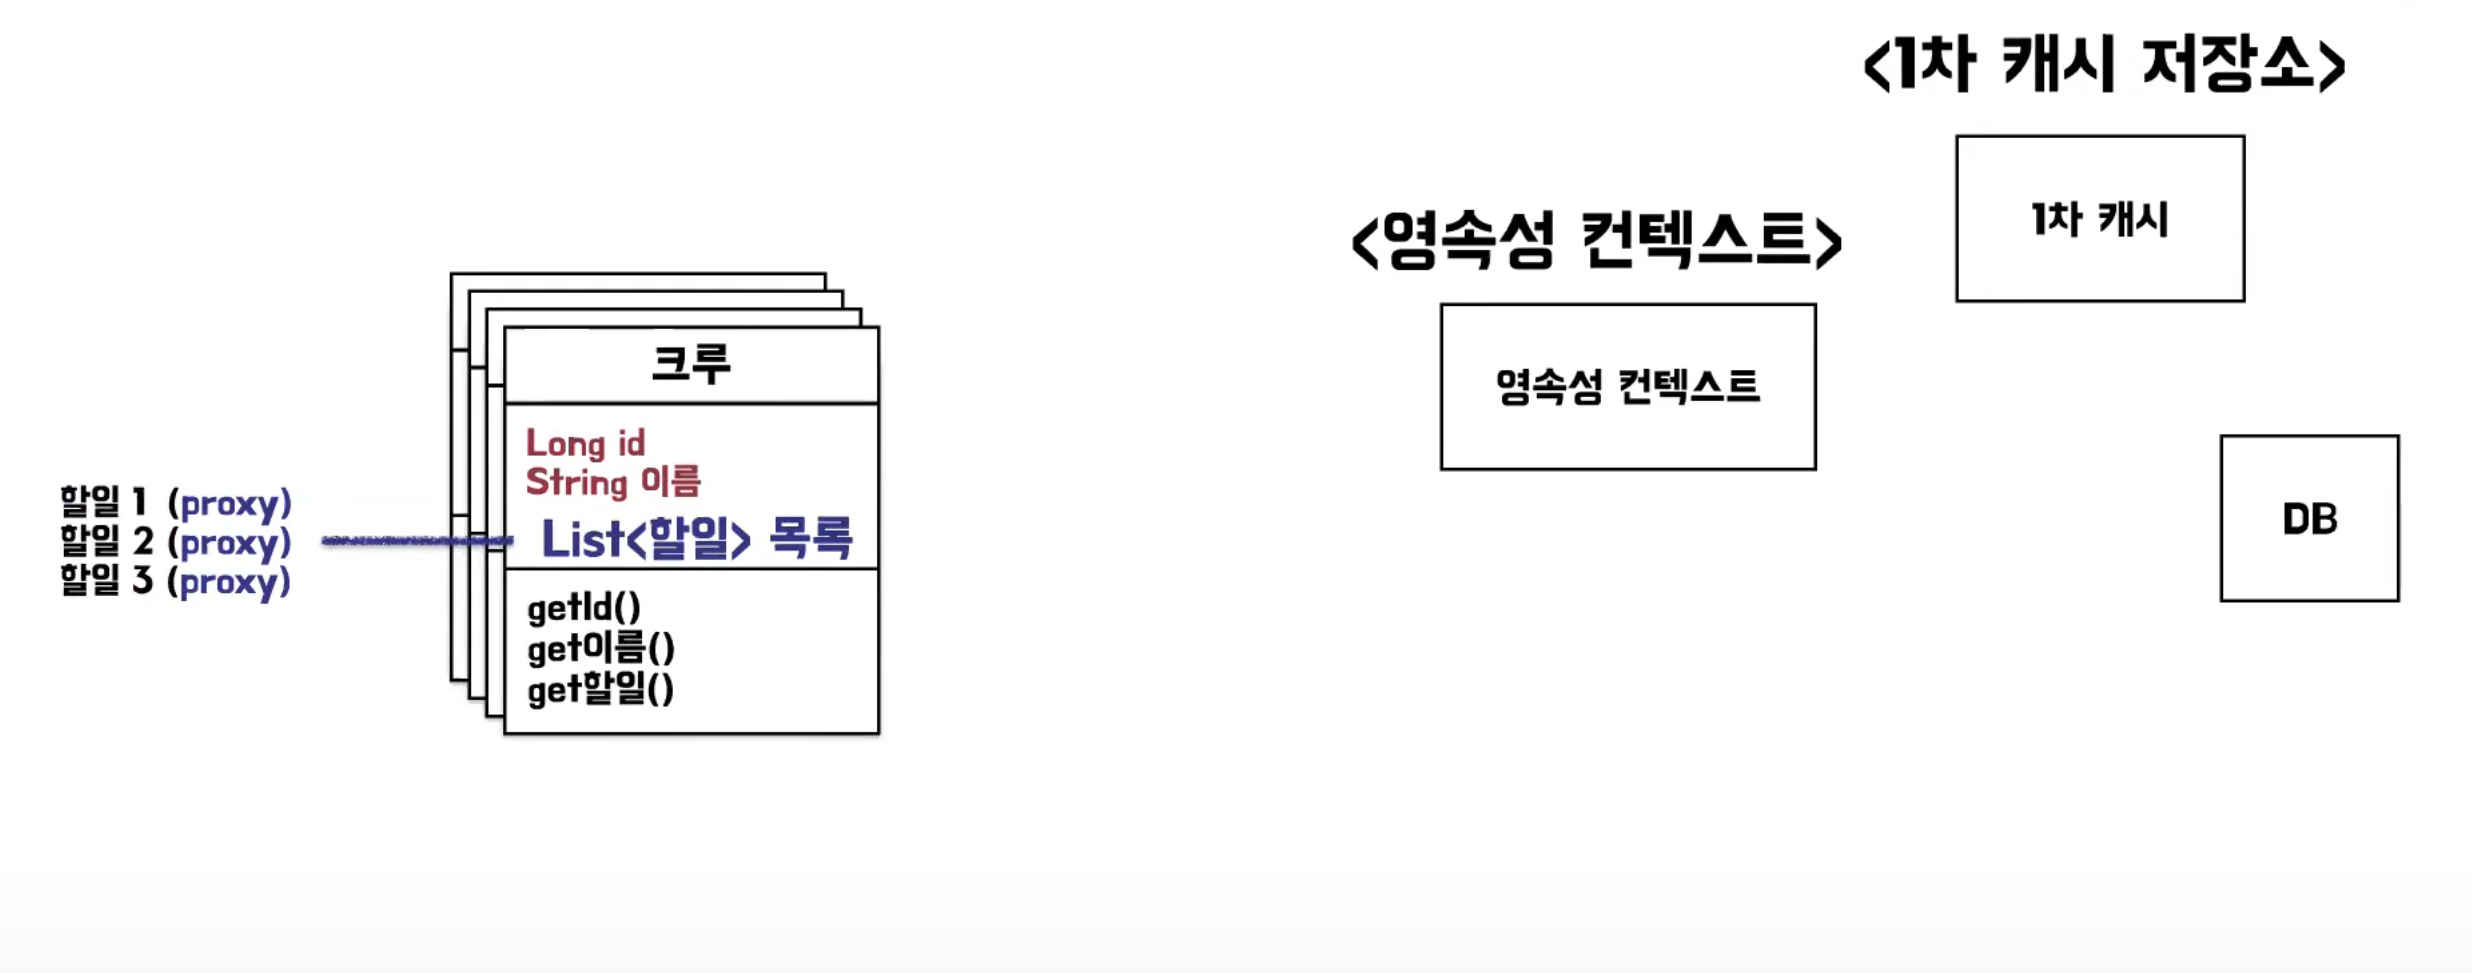 <1차 캐시 저장소>
1차 캐시
<영속성 컨텍스트>
영속성 컨텍스트
DB
크루
Long id
String 이름
List<할일> 목록
getId()
get이름()
get할일()
할일 1 (proxy)
할일 2 (proxy)
할일 3 (proxy)